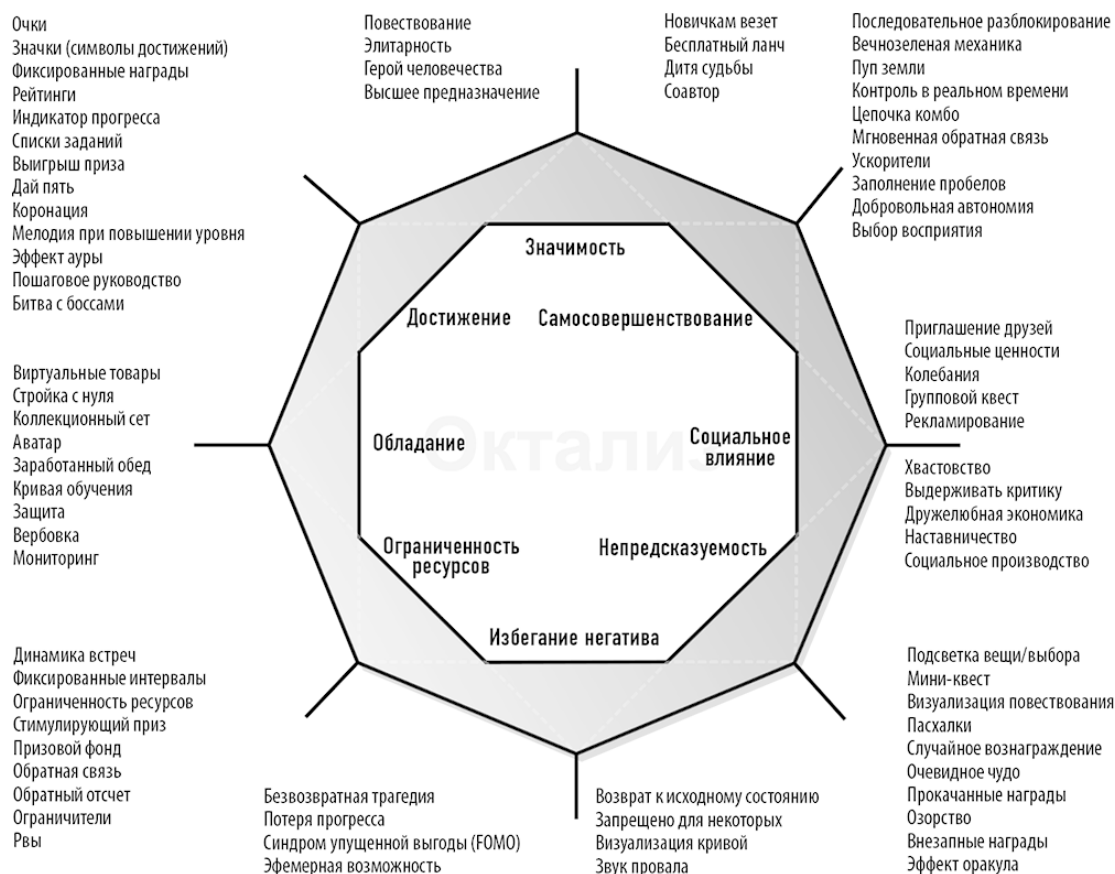 Очки
Значки (символы достижений)
Фиксированные награды
Рейтинги
Индикатор прогресса
Списки заданий
Выигрыш приза
Дай пять
Коронация
Мелодия при повышении уровня
Эффект ауры
Пошаговое руководство
Битва с боссами
Повествование
Элитарность
Герой человечества
Высшее предназначение
Новичкам везет
Бесплатный ланч
Дитя судьбы
Соавтор
Последовательное разблокирование
Вечнозеленая механика
Пуп земли
Контроль в реальном времени
Цепочка комбо
Мгновенная обратная связь
Ускорители
Заполнение пробелов
Добровольная автономия
Выбор восприятия
Значимость
Достижение
Самосовершенствование
Виртуальные товары
Стройка с нуля
Коллекционный сет
Аватар
Заработанный обед
Кривая обучения
Защита
Вербовка
Мониторинг
Обладание
Октализ
Социальное
влияние
Приглашение друзей
Социальные ценности
Колебания
Групповой квест
Рекламирование
Хвастовство
Выдерживать критику
Дружелюбная экономика
Наставничество
Социальное производство
Ограниченность
ресурсов
Непредсказуемость
Избегание негатива
Динамика встреч
Фиксированные интервалы
Ограниченность ресурсов
Стимулирующий приз
Призовой фонд
Обратная связь
Обратный отсчет
Ограничители
Рвы
Безвозвратная трагедия
Потеря прогресса
Синдром упущенной выгоды (FOMO)
Эфемерная возможность
Возврат к исходному состоянию
Запрещено для некоторых
Визуализация кривой
Звук провала
Подсветка вещи/выбора
Мини-квест
Визуализация повествования
Пасхалки
Случайное вознаграждение
Очевидное чудо
Прокачанные награды
Озорство
Внезапные награды
Эффект оракула